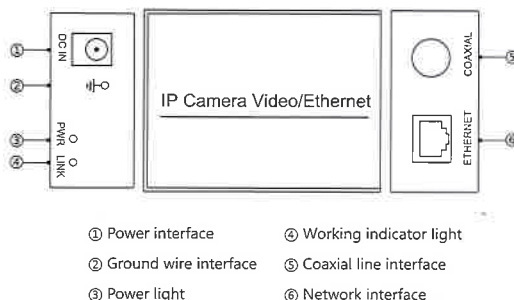 ① DC IN
② 
③ PWR
④ LINK
IP Camera Video/Ethernet
COAXIAL ⑤
ETHERNET ⑥
① Power interface
④ Working indicator light
② Ground wire interface
⑤ Coaxial line interface
③ Power light
⑥ Network interface